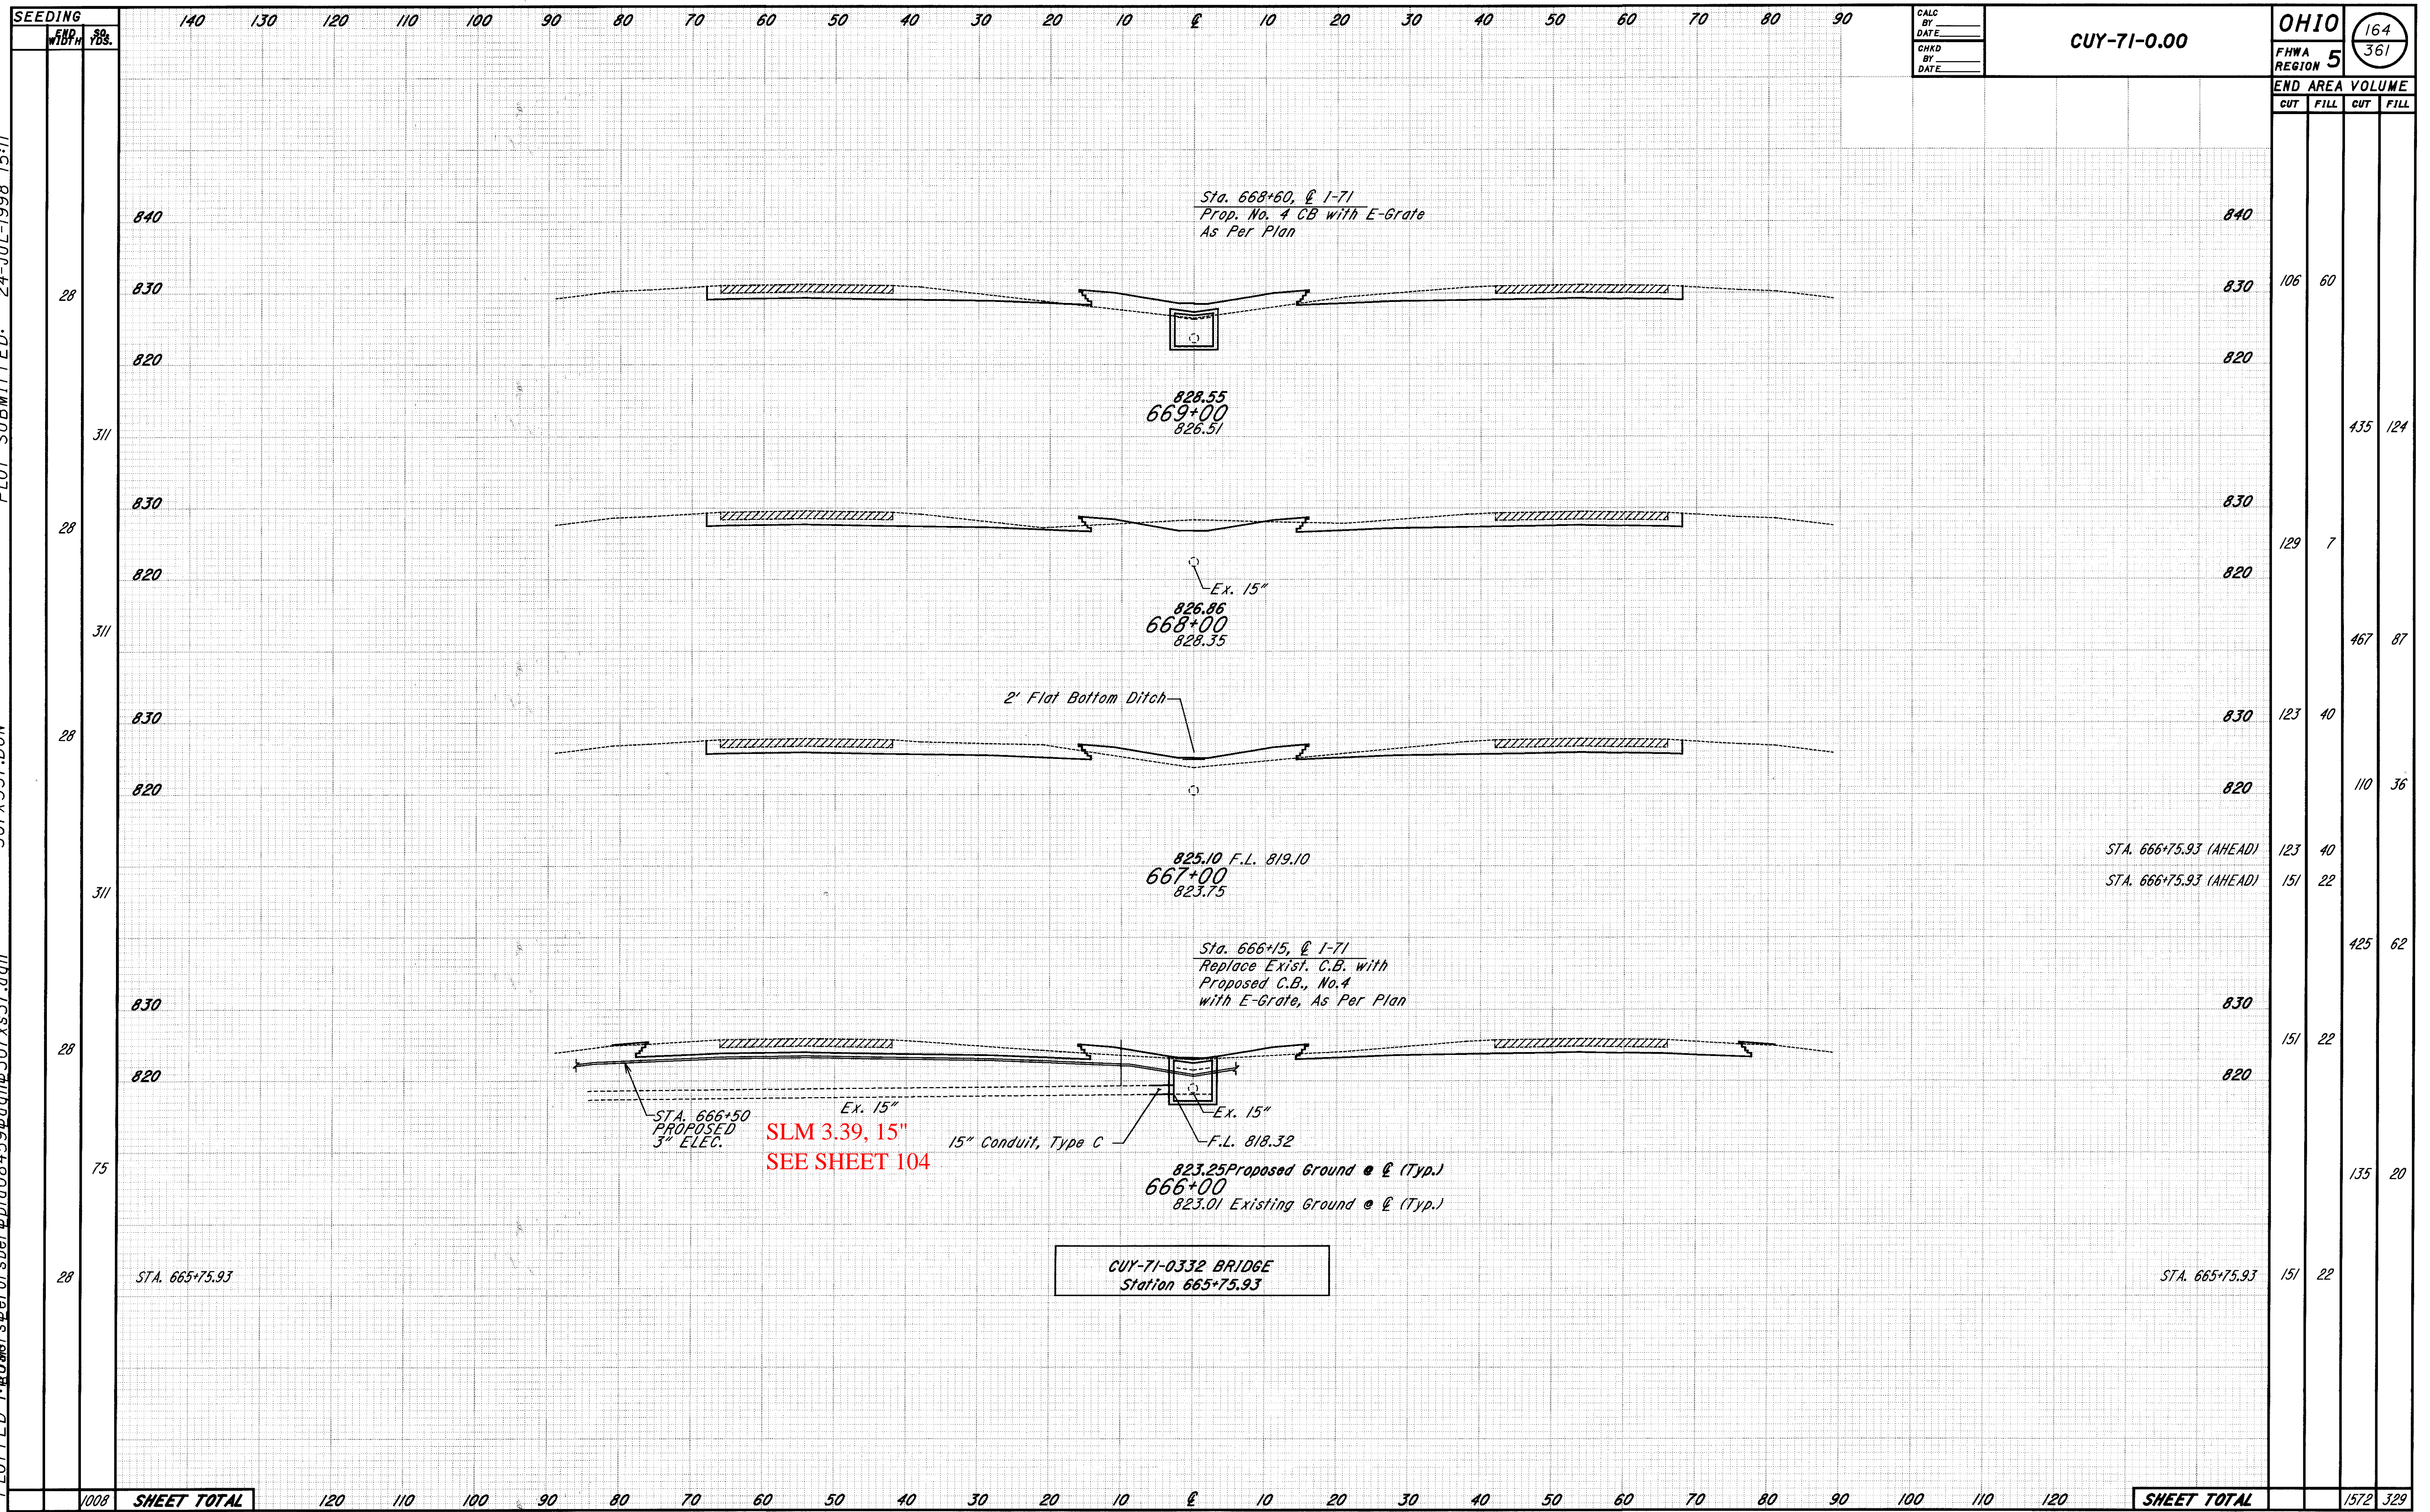 SEEDING
END WIDTH
SQ. YDS.
140 130 120 110 100 90 80 70 60 50 40 30 20 10 ℄ 10 20 30 40 50 60 70 80 90
CALC BY
DATE
CHKD BY
DATE
CUY-71-0.00
OHIO
FHWA REGION 5
164
361
END AREA VOLUME
CUT FILL CUT FILL
PLOT SUBMITTED: 24-JUL-1998 15:11
Sta. 668+60, ℄ I-71
Prop. No. 4 CB with E-Grate
As Per Plan
840 840
28 830 830 106 60
820 820
828.55
669+00
826.51
311 435 124
830 830
28 129 7
820 820
Ex. 15"
826.86
668+00
828.35
311 467 87
2' Flat Bottom Ditch
830 830 123 40
28
820 820 110 36
825.10 F.L. 819.10
667+00
823.75
STA. 666+75.93 (AHEAD) 123 40
STA. 666+75.93 (AHEAD) 151 22
311
425 62
Sta. 666+15, ℄ I-71
Replace Exist. C.B. with
Proposed C.B., No.4
with E-Grate, As Per Plan
830 830
28 151 22
820 820
STA. 666+50
PROPOSED
3" ELEC.
Ex. 15"
SLM 3.39, 15"
SEE SHEET 104
15" Conduit, Type C
Ex. 15"
F.L. 818.32
823.25 Proposed Ground @ ℄ (Typ.)
666+00
823.01 Existing Ground @ ℄ (Typ.)
75 135 20
CUY-71-0332 BRIDGE
Station 665+75.93
28 STA. 665+75.93 STA. 665+75.93 151 22
1008 SHEET TOTAL 120 110 100 90 80 70 60 50 40 30 20 10 ℄ 10 20 30 40 50 60 70 80 90 100 110 120 SHEET TOTAL 1572 329